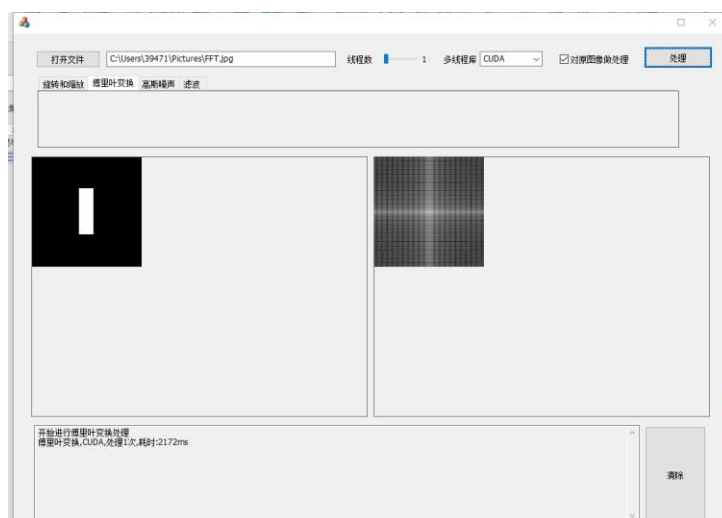 打开文件 C:\Users\39471\Pictures\FFT.jpg 线程数 1 多线程库 CUDA 对原图像做处理 处理
旋转和缩放 傅里叶变换 高斯噪声 滤波
开始进行傅里叶变换处理
傅里叶变换,CUDA,处理1次,耗时:2172ms
清除